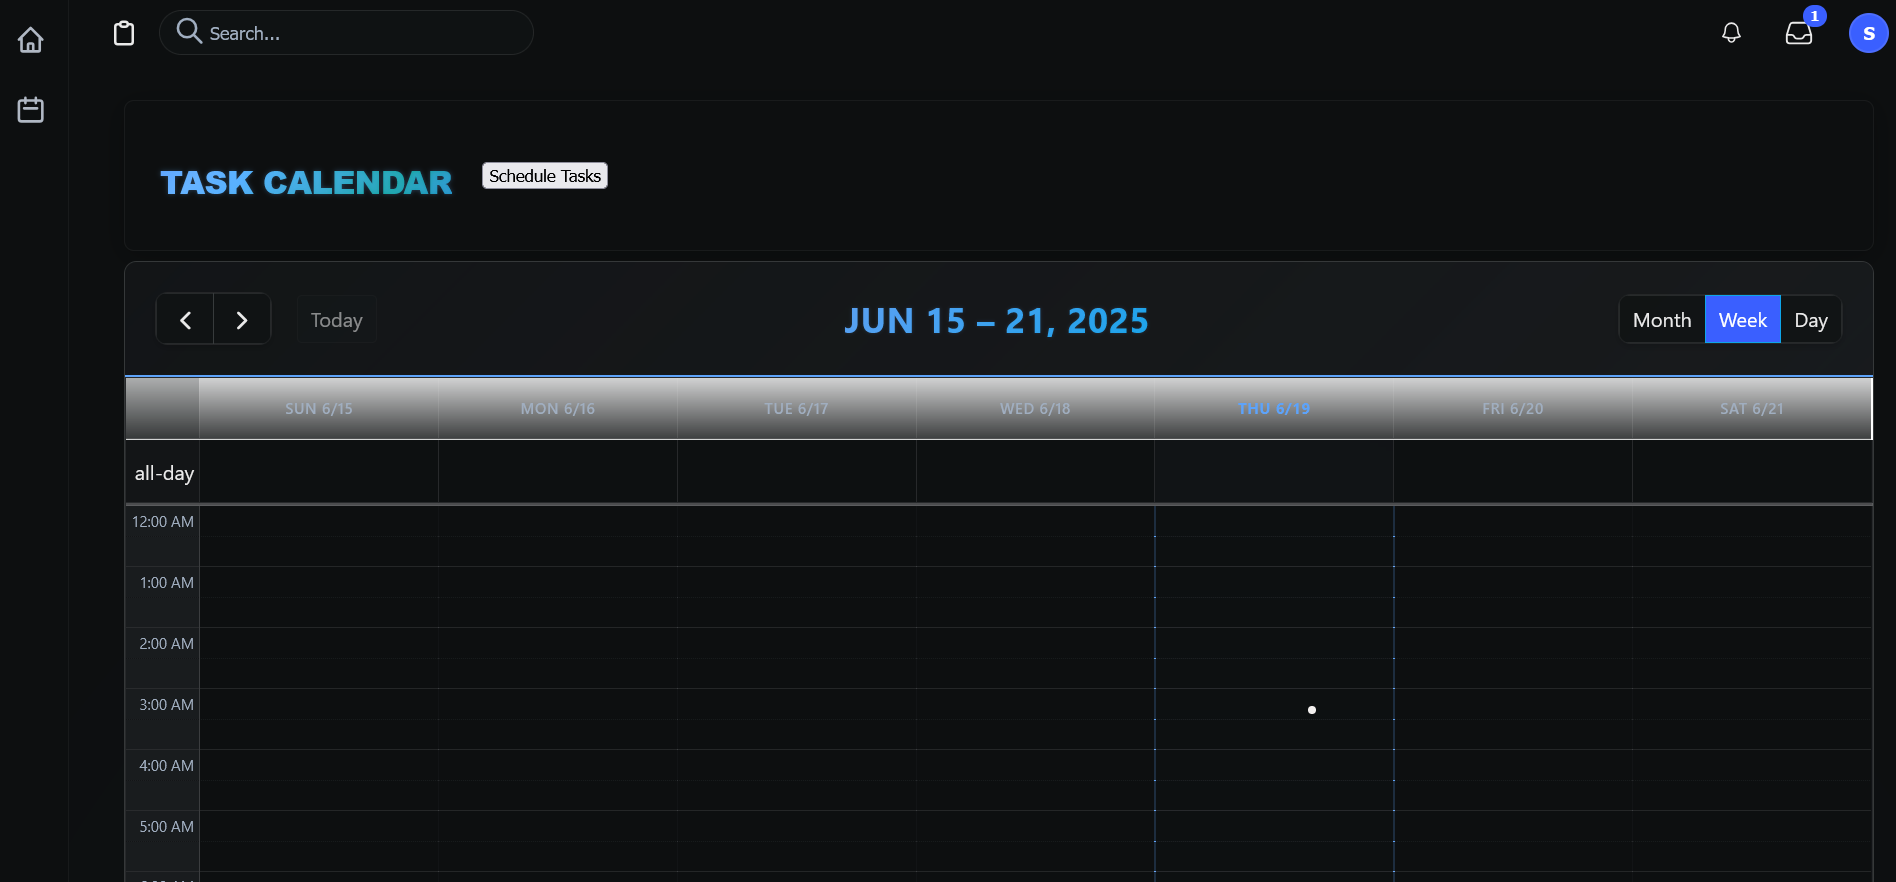 Search...
1
S
TASK CALENDAR
Schedule Tasks
Today
JUN 15 – 21, 2025
Month Week Day
SUN 6/15 MON 6/16 TUE 6/17 WED 6/18 THU 6/19 FRI 6/20 SAT 6/21
all-day
12:00 AM
1:00 AM
2:00 AM
3:00 AM
4:00 AM
5:00 AM